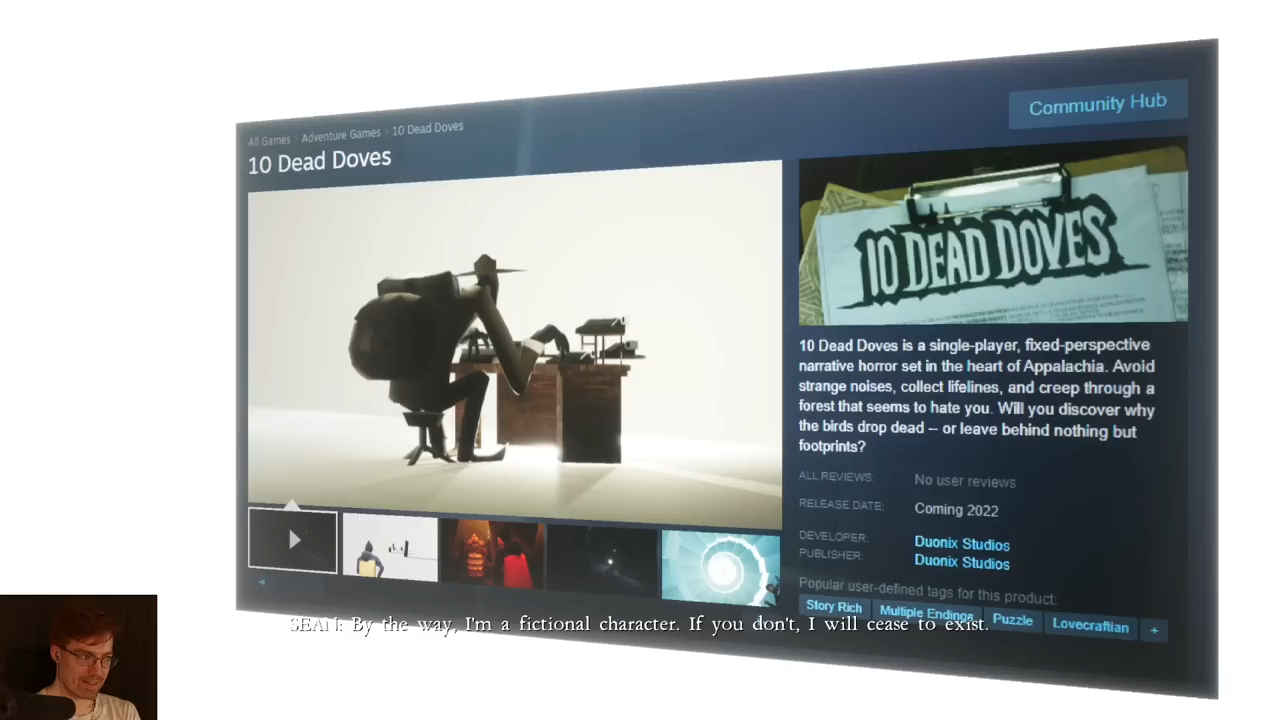 Community Hub
All Games > Adventure Games > 10 Dead Doves
10 Dead Doves
10 DEAD DOVES
10 Dead Doves is a single-player, fixed-perspective
narrative horror set in the heart of Appalachia. Avoid
strange noises, collect lifelines, and creep through a
forest that seems to hate you. Will you discover why
the birds drop dead – or leave behind nothing but
footprints?
ALL REVIEWS: No user reviews
RELEASE DATE: Coming 2022
DEVELOPER: Duonix Studios
PUBLISHER: Duonix Studios
Popular user-defined tags for this product:
Story Rich Multiple Endings Puzzle Lovecraftian +
SEAN: By the way, I'm a fictional character. If you don't, I will cease to exist.